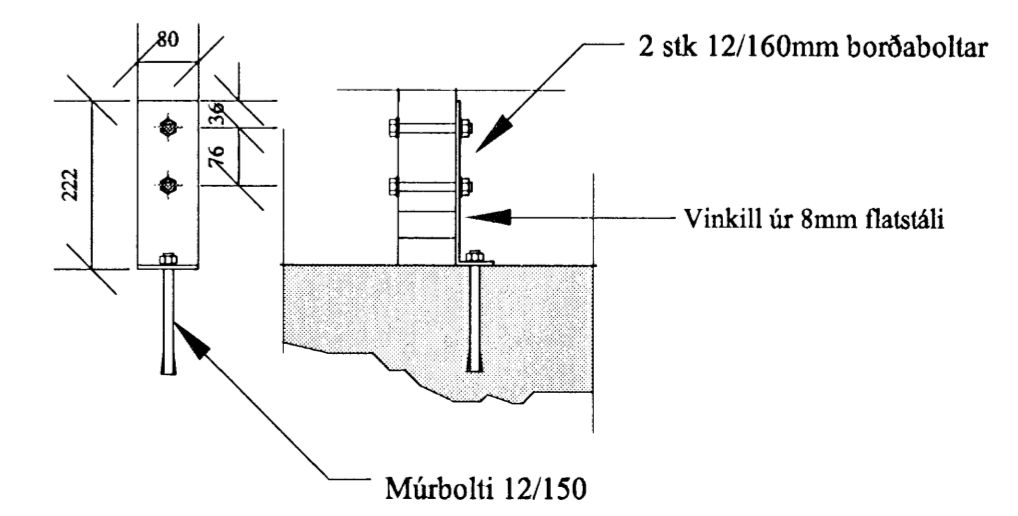 80
2 stk 12/160mm borðaboltar
36
76
222
Vinkill úr 8mm flatstáli
Múrbolti 12/150